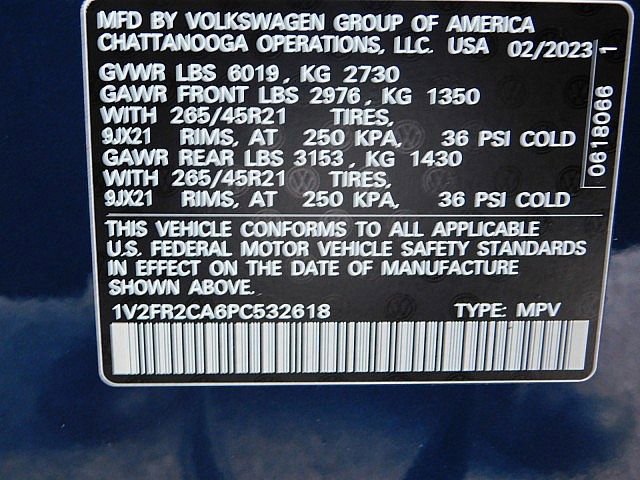 MFD BY VOLKSWAGEN GROUP OF AMERICA
CHATTANOOGA OPERATIONS, LLC. USA 02/2023
GVWR LBS 6019, KG 2730
GAWR FRONT LBS 2976, KG 1350
WITH 265/45R21 TIRES,
9JX21 RIMS, AT 250 KPA, 36 PSI COLD
GAWR REAR LBS 3153, KG 1430
WITH 265/45R21 TIRES,
9JX21 RIMS, AT 250 KPA, 36 PSI COLD
THIS VEHICLE CONFORMS TO ALL APPLICABLE
U.S. FEDERAL MOTOR VEHICLE SAFETY STANDARDS
IN EFFECT ON THE DATE OF MANUFACTURE
SHOWN ABOVE.
1V2FR2CA6PC532618 TYPE: MPV
0618066 1